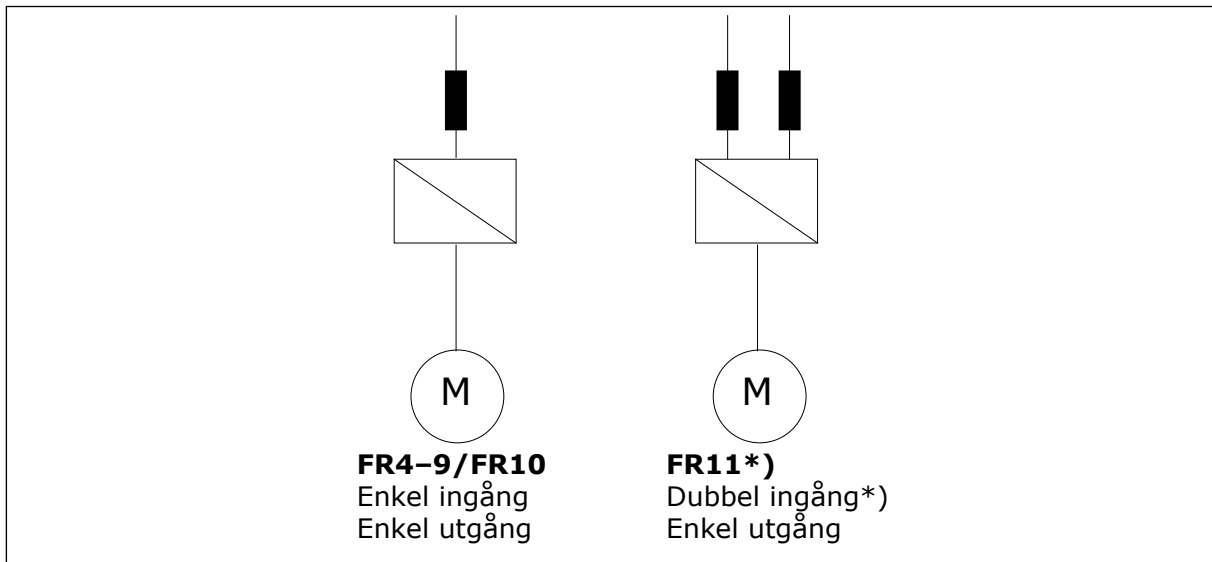 M
M
FR4–9/FR10
Enkel ingång
Enkel utgång
FR11*)
Dubbel ingång*)
Enkel utgång